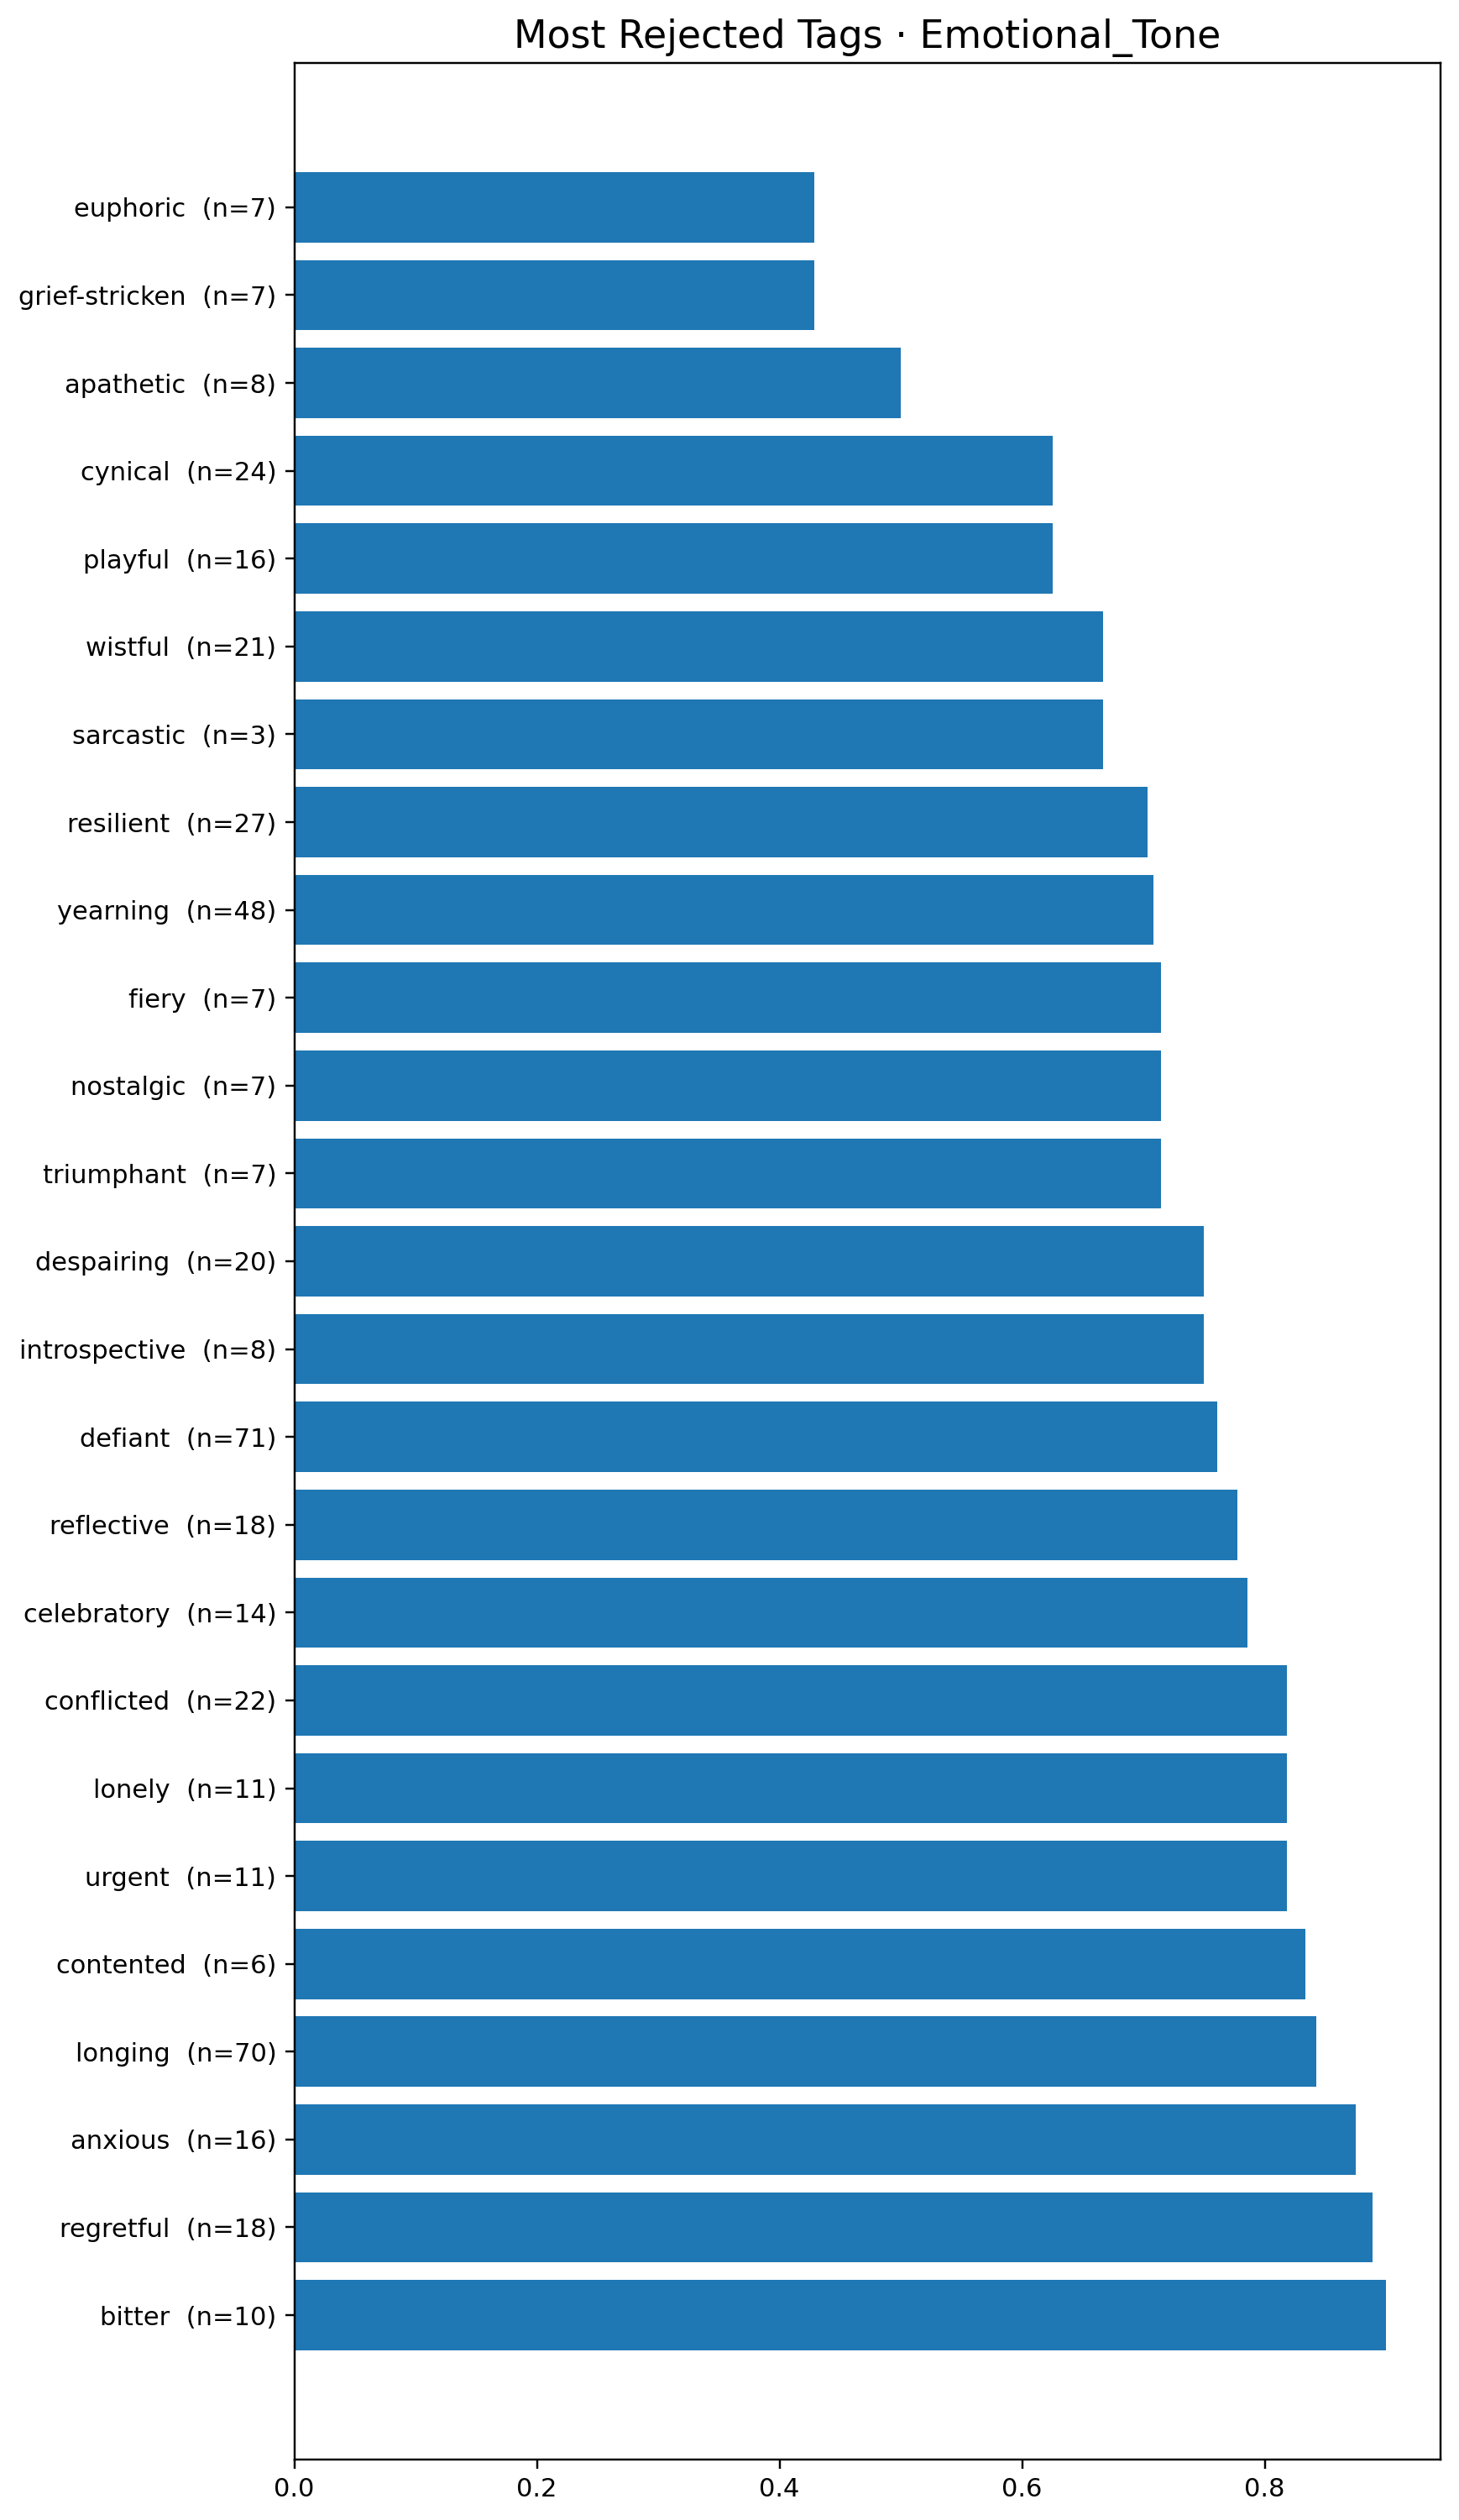 Most Rejected Tags · Emotional_Tone
euphoric (n=7)
grief-stricken (n=7)
apathetic (n=8)
cynical (n=24)
playful (n=16)
wistful (n=21)
sarcastic (n=3)
resilient (n=27)
yearning (n=48)
fiery (n=7)
nostalgic (n=7)
triumphant (n=7)
despairing (n=20)
introspective (n=8)
defiant (n=71)
reflective (n=18)
celebratory (n=14)
conflicted (n=22)
lonely (n=11)
urgent (n=11)
contented (n=6)
longing (n=70)
anxious (n=16)
regretful (n=18)
bitter (n=10)
0.0 0.2 0.4 0.6 0.8